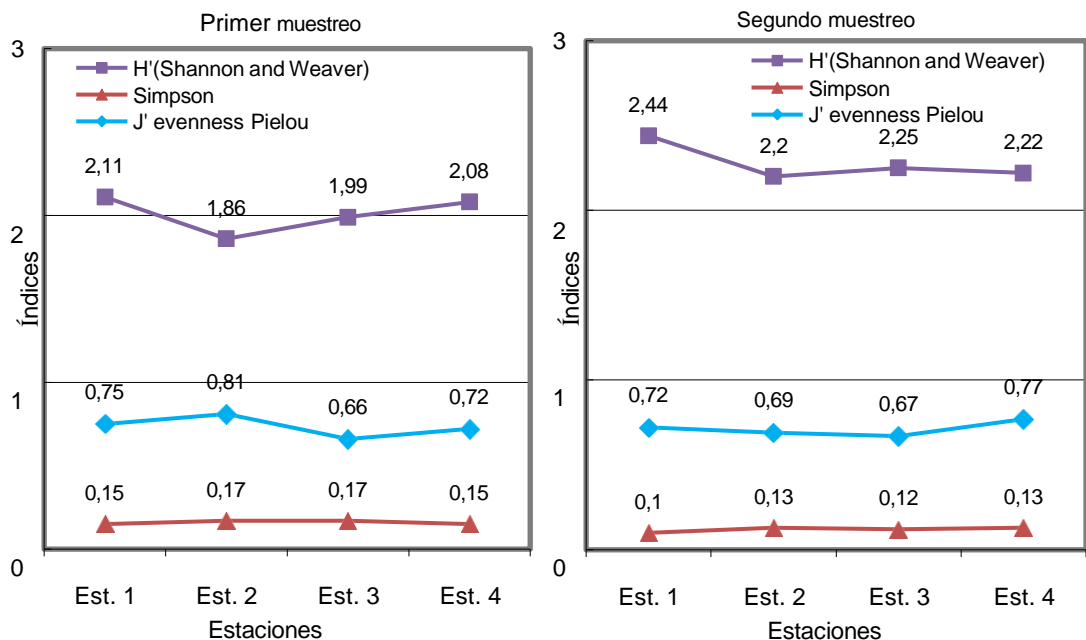 Primer muestreo
3
H'(Shannon and Weaver)
Simpson
J' evenness Pielou
2,11
1,86
1,99
2,08
2
Índices
0,75
0,81
0,66
0,72
1
0,15
0,17
0,17
0,15
0
Est. 1
Est. 2
Est. 3
Est. 4
Estaciones
Segundo muestreo
3
H'(Shannon and Weaver)
Simpson
J' evenness Pielou
2,44
2,2
2,25
2,22
2
Índices
1
0,72
0,69
0,67
0,77
0,1
0,13
0,12
0,13
0
Est. 1
Est. 2
Est. 3
Est. 4
Estaciones